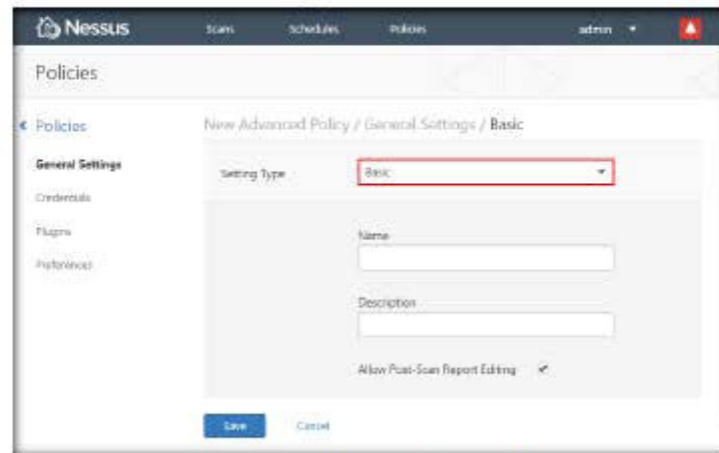 Nessus
Scans Schedules Policies admin
Policies
Policies
New Advanced Policy / General Settings / Basic
General Settings
Setting Type Basic
Credentials
Plugins
Name
Preferences
Description
Allow Post-Scan Report Editing
Save Cancel